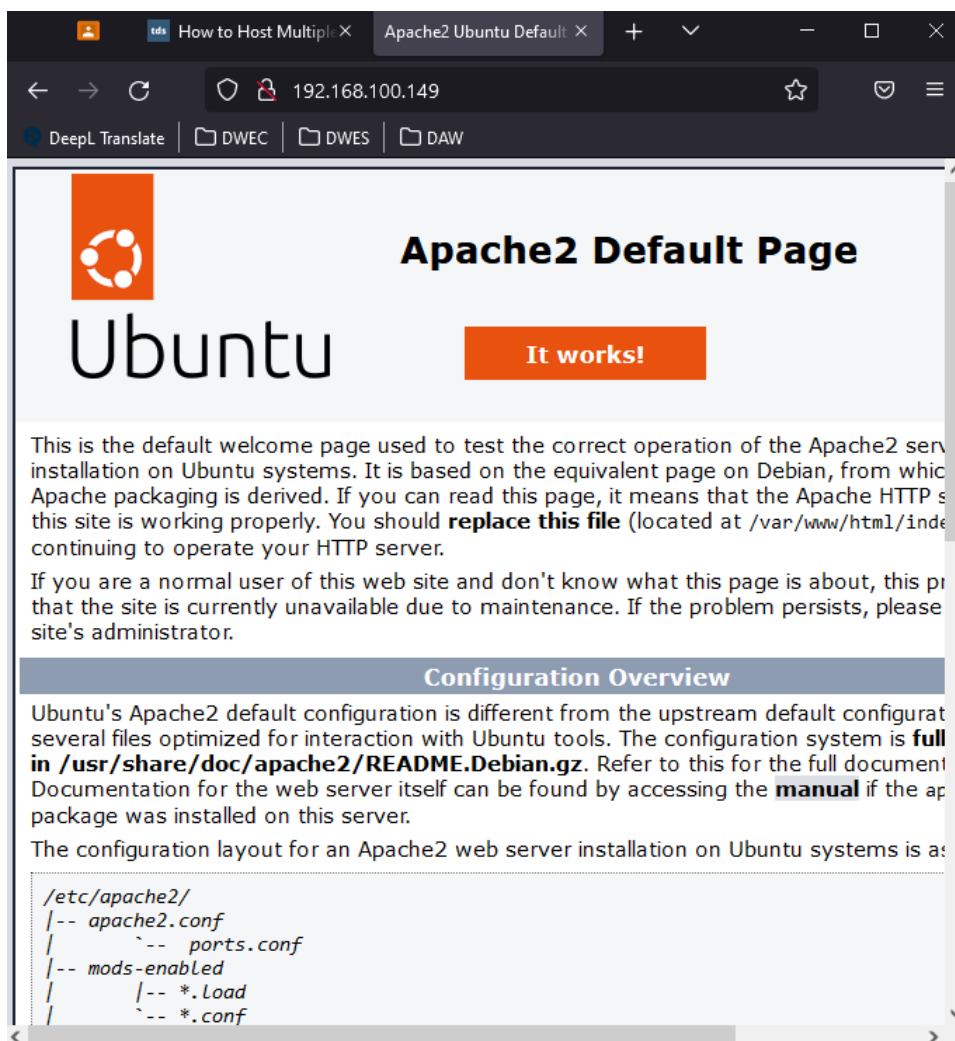 tds How to Host Multiple
Apache2 Ubuntu Default
192.168.100.149
DeepL Translate DWEC DWES DAW
Ubuntu
Apache2 Default Page
It works!
This is the default welcome page used to test the correct operation of the Apache2
installation on Ubuntu systems. It is based on the equivalent page on Debian, from
Apache packaging is derived. If you can read this page, it means that the Apache HTTP
this site is working properly. You should replace this file (located at /var/www/html/
continuing to operate your HTTP server.
If you are a normal user of this web site and don't know what this page is about, this
that the site is currently unavailable due to maintenance. If the problem persists, please
site's administrator.
Configuration Overview
Ubuntu's Apache2 default configuration is different from the upstream default
several files optimized for interaction with Ubuntu tools. The configuration system is
in /usr/share/doc/apache2/README.Debian.gz. Refer to this for the full
Documentation for the web server itself can be found by accessing the manual if the
package was installed on this server.
The configuration layout for an Apache2 web server installation on Ubuntu systems is
/etc/apache2/
|-- apache2.conf
|       `--  ports.conf
|-- mods-enabled
|       |-- *.load
|       `-- *.conf